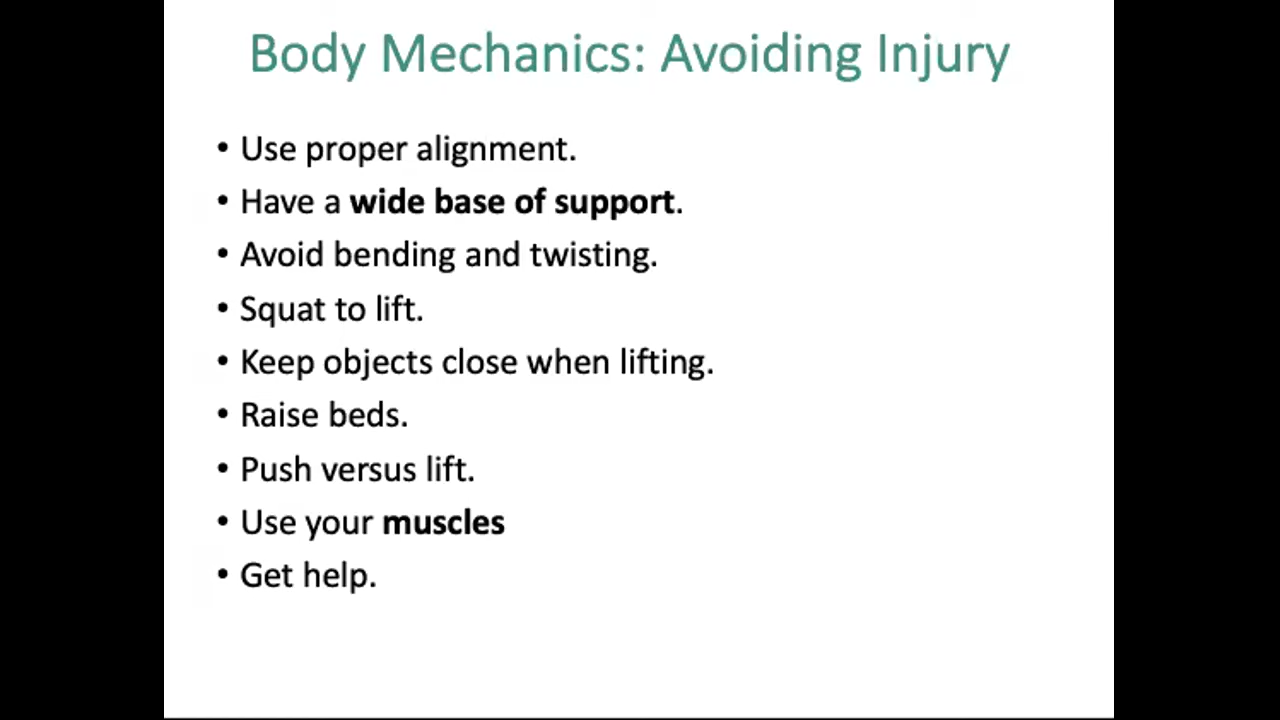 Body Mechanics: Avoiding Injury
• Use proper alignment.
• Have a wide base of support.
• Avoid bending and twisting.
• Squat to lift.
• Keep objects close when lifting.
• Raise beds.
• Push versus lift.
• Use your muscles
• Get help.